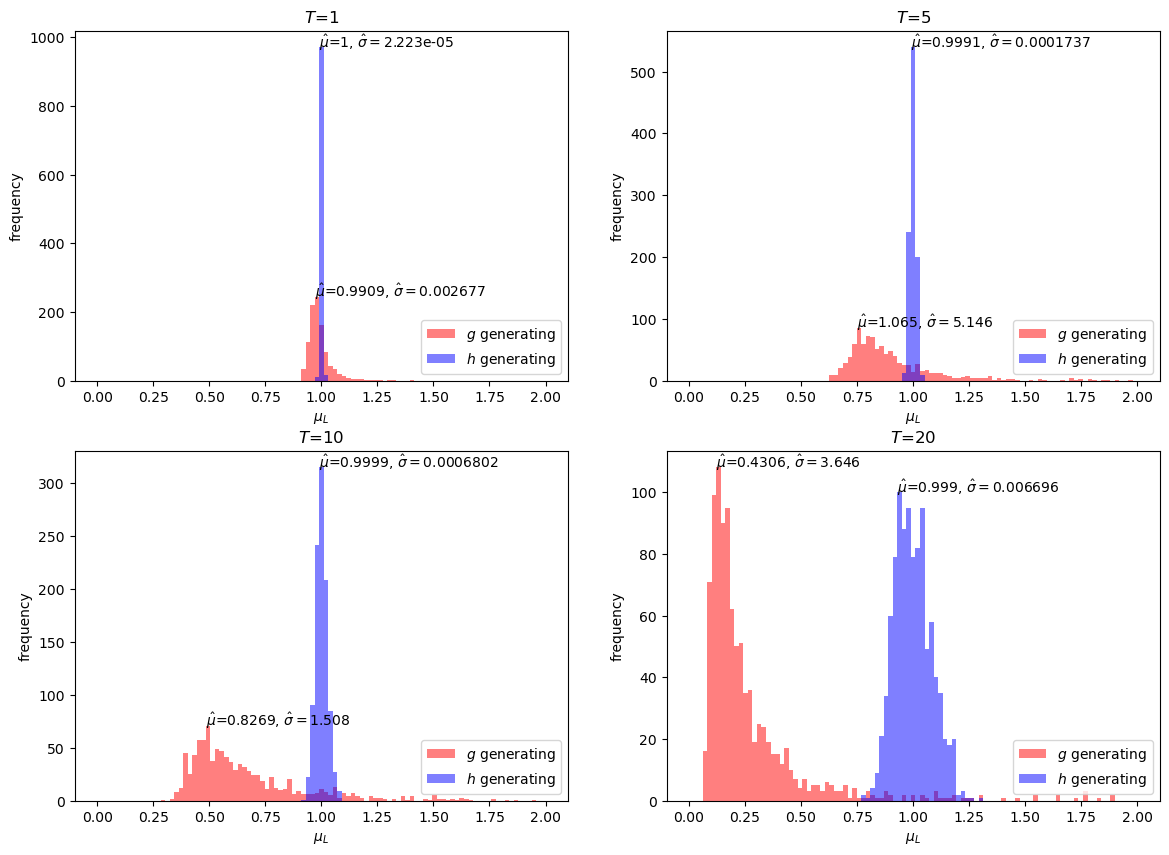 T=1
μ̂=1, σ̂ = 2.223e-05
μ̂=0.9909, σ̂ = 0.002677
1000
800
600
400
200
0
frequency
g generating
h generating
0.00 0.25 0.50 0.75 1.00 1.25 1.50 1.75 2.00
μ_L
T=5
μ̂=0.9991, σ̂ = 0.0001737
μ̂=1.065, σ̂ = 5.146
500
400
300
200
100
0
frequency
g generating
h generating
0.00 0.25 0.50 0.75 1.00 1.25 1.50 1.75 2.00
μ_L
T=10
μ̂=0.9999, σ̂ = 0.0006802
μ̂=0.8269, σ̂ = 1.508
300
250
200
150
100
50
0
frequency
g generating
h generating
0.00 0.25 0.50 0.75 1.00 1.25 1.50 1.75 2.00
μ_L
T=20
μ̂=0.4306, σ̂ = 3.646
μ̂=0.999, σ̂ = 0.006696
100
80
60
40
20
0
frequency
g generating
h generating
0.00 0.25 0.50 0.75 1.00 1.25 1.50 1.75 2.00
μ_L